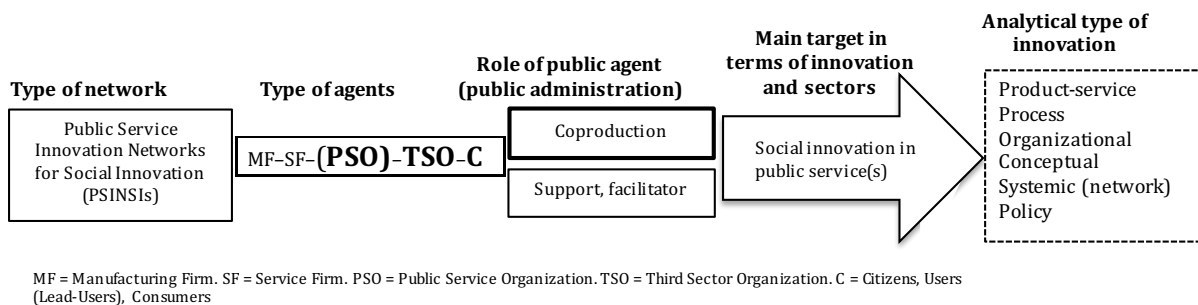 Type of network
Public Service
Innovation Networks
for Social Innovation
(PSINSIs)
Type of agents
MF–SF–(PSO)–TSO–C
Role of public agent
(public administration)
Coproduction
Support, facilitator
Main target in
terms of innovation
and sectors
Social innovation in
public service(s)
Analytical type of
innovation
Product-service
Process
Organizational
Conceptual
Systemic (network)
Policy
MF = Manufacturing Firm. SF = Service Firm. PSO = Public Service Organization. TSO = Third Sector Organization. C = Citizens, Users
(Lead-Users), Consumers